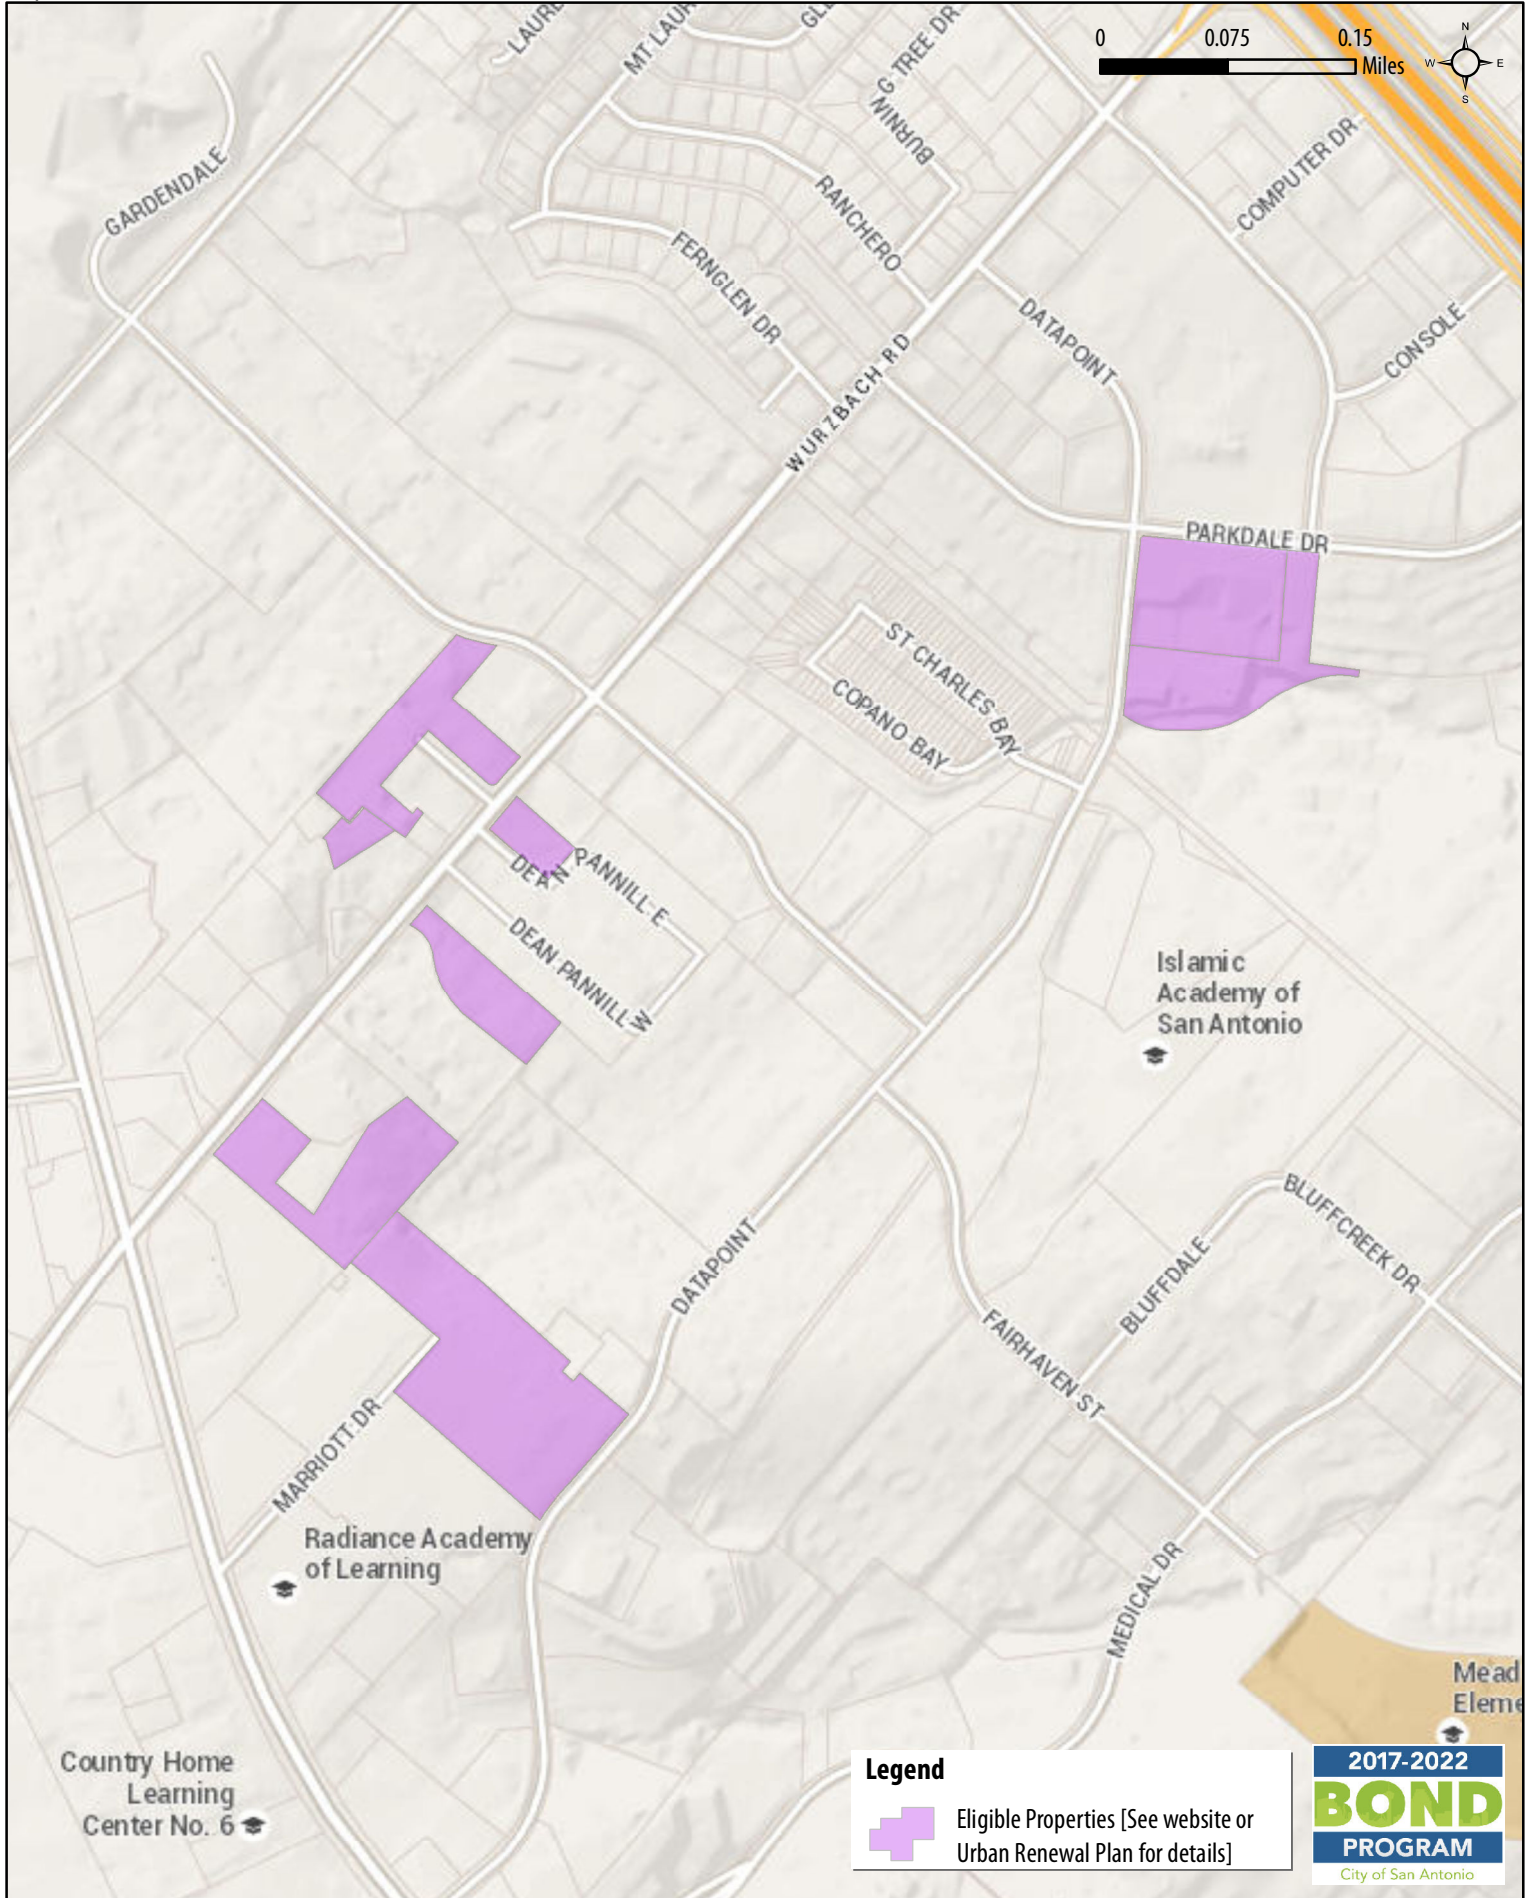 LAURE
MT LAUR
GLE
G TREE DR
BURNIN
0 0.075 0.15
Miles
N
W E
S
GARDENDALE
RANCHERO
COMPUTER DR
FERNGLEN DR
DATAPOINT
CONSOLE
WURZBACH RD
PARKDALE DR
ST CHARLES BAY
COPANO BAY
DEAN PANNILL E
DEAN PANNILL W
Islamic
Academy of
San Antonio
BLUFFCREEK DR
BLUFFDALE
DATAPOINT
FAIRHAVEN ST
MARRIOTT DR
Radiance Academy
of Learning
MEDICAL DR
Mead
Eleme
Country Home
Learning
Center No. 6
Legend
Eligible Properties [See website or
Urban Renewal Plan for details]
2017-2022
BOND
PROGRAM
City of San Antonio